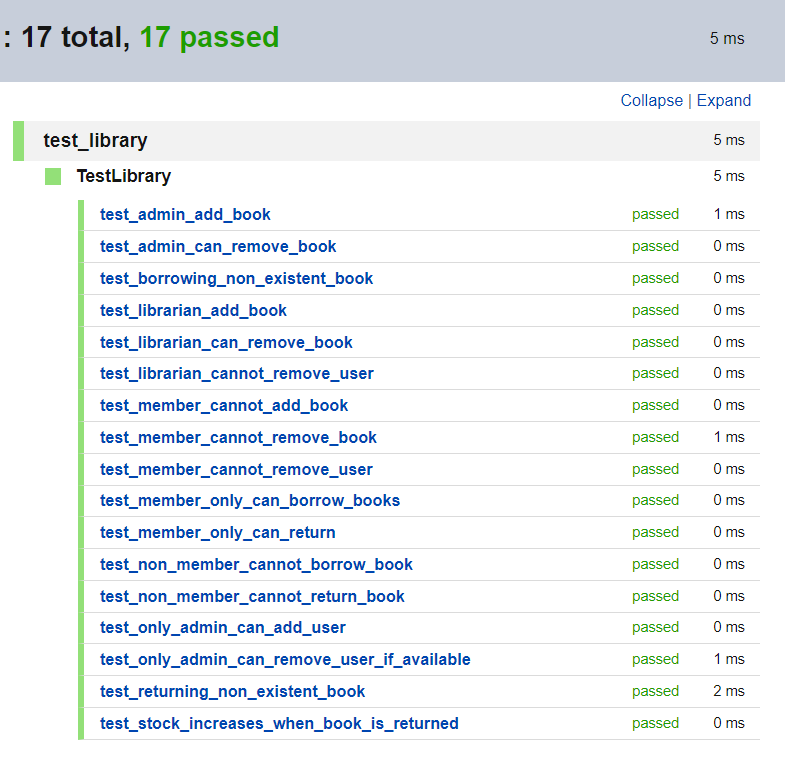 : 17 total, 17 passed 5 ms
Collapse | Expand
test_library 5 ms
TestLibrary 5 ms
test_admin_add_book passed 1 ms
test_admin_can_remove_book passed 0 ms
test_borrowing_non_existent_book passed 0 ms
test_librarian_add_book passed 0 ms
test_librarian_can_remove_book passed 0 ms
test_librarian_cannot_remove_user passed 0 ms
test_member_cannot_add_book passed 0 ms
test_member_cannot_remove_book passed 1 ms
test_member_cannot_remove_user passed 0 ms
test_member_only_can_borrow_books passed 0 ms
test_member_only_can_return passed 0 ms
test_non_member_cannot_borrow_book passed 0 ms
test_non_member_cannot_return_book passed 0 ms
test_only_admin_can_add_user passed 0 ms
test_only_admin_can_remove_user_if_available passed 1 ms
test_returning_non_existent_book passed 2 ms
test_stock_increases_when_book_is_returned passed 0 ms